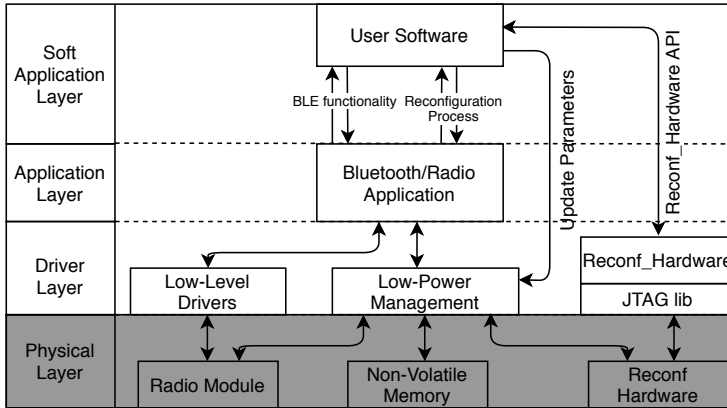 Soft
Application
Layer
User Software
BLE functionality
Reconfiguration
Process
Update Parameters
Reconf_Hardware API
Application
Layer
Bluetooth/Radio
Application
Driver
Layer
Low-Level
Drivers
Low-Power
Management
Reconf_Hardware
JTAG lib
Physical
Layer
Radio Module
Non-Volatile
Memory
Reconf
Hardware